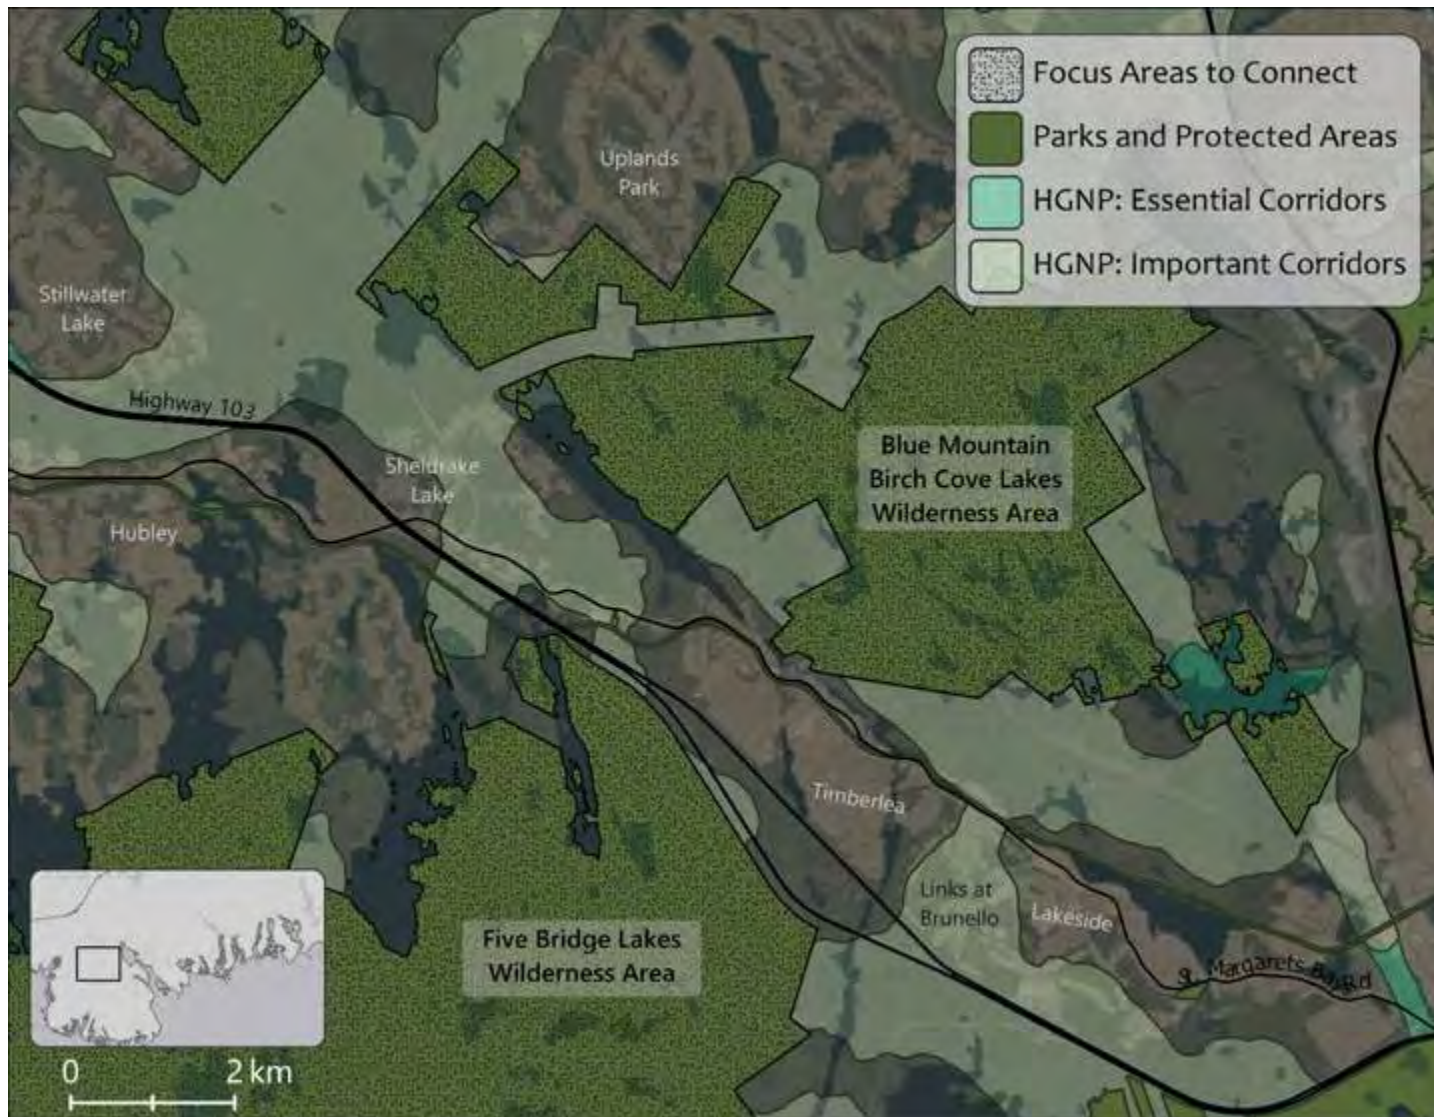 Focus Areas to Connect
Parks and Protected Areas
HGNP: Essential Corridors
HGNP: Important Corridors
Uplands
Park
Stillwater
Lake
Highway 103
Sheldrake
Lake
Hubley
Blue Mountain
Birch Cove Lakes
Wilderness Area
Timberlea
Links at
Brunello
Lakeside
Five Bridge Lakes
Wilderness Area
Margarets Bay Rd
0 2 km